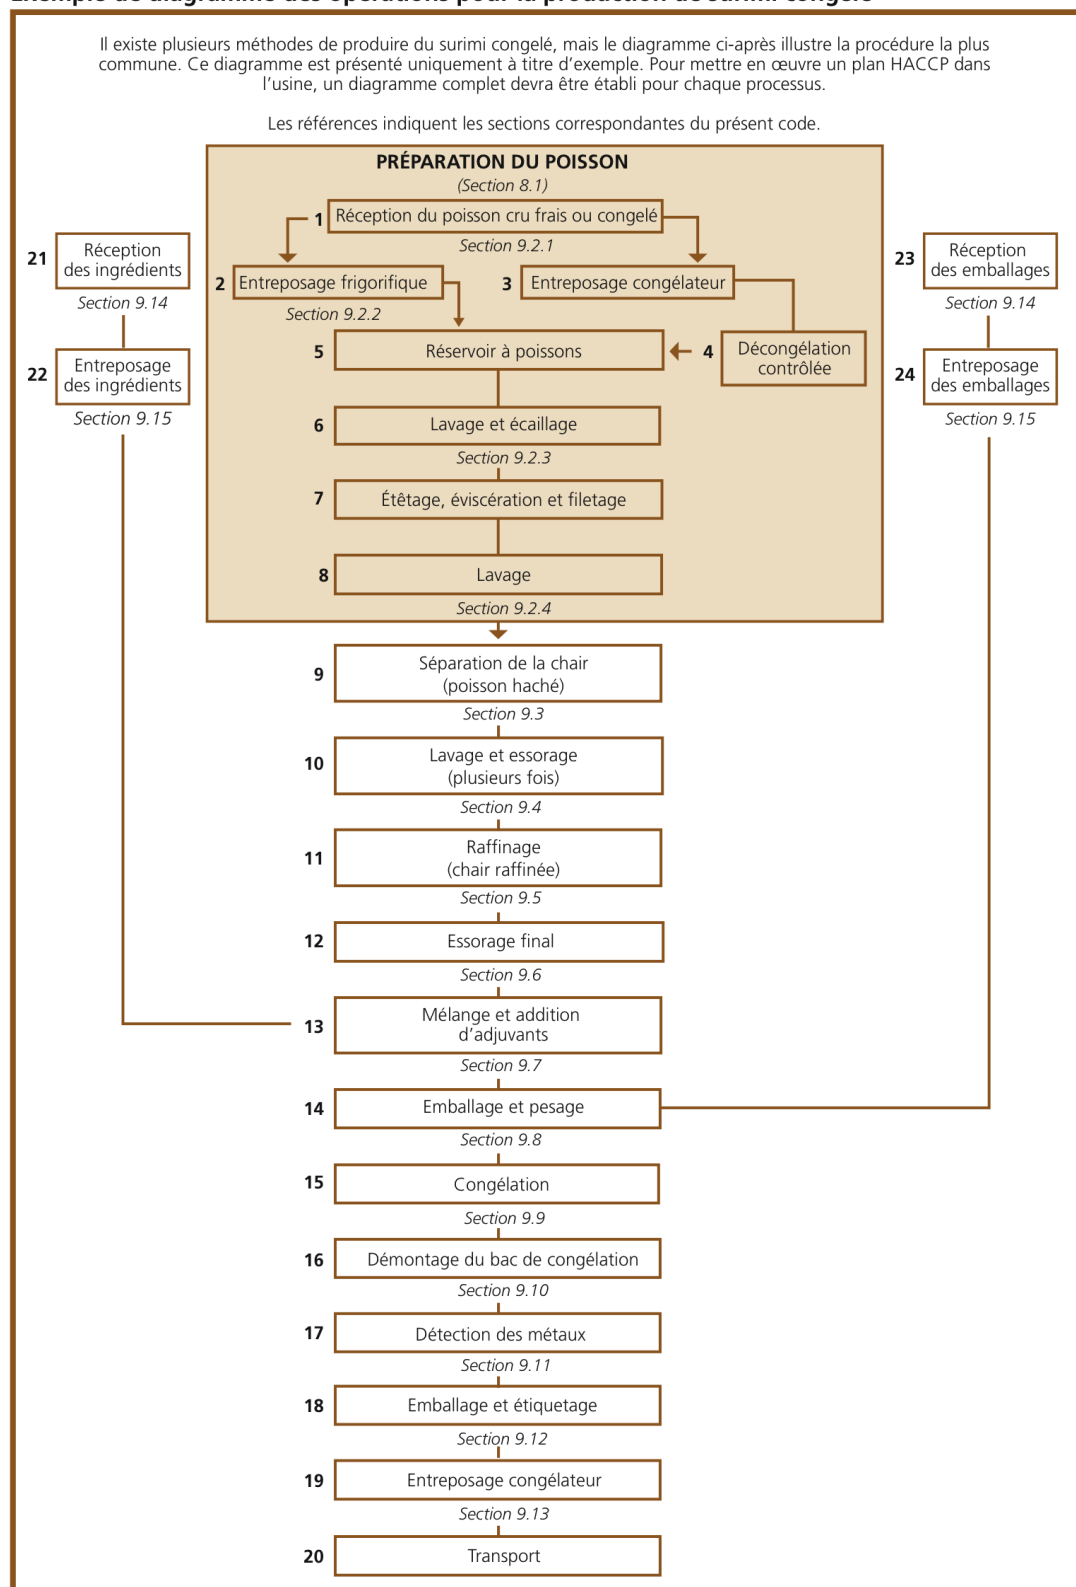 Exemple de diagramme des opérations pour la production de surimi congelé
Il existe plusieurs méthodes de produire du surimi congelé, mais le diagramme ci-après illustre la procédure la plus
commune. Ce diagramme est présenté uniquement à titre d’exemple. Pour mettre en œuvre un plan HACCP dans
l’usine, un diagramme complet devra être établi pour chaque processus.
Les références indiquent les sections correspondantes du présent code.
PRÉPARATION DU POISSON
(Section 8.1)
1 Réception du poisson cru frais ou congelé
Section 9.2.1
21 Réception
des ingrédients
Section 9.14
23 Réception
des emballages
Section 9.14
2 Entreposage frigorifique
Section 9.2.2
3 Entreposage congélateur
5 Réservoir à poissons
4 Décongélation
contrôlée
22 Entreposage
des ingrédients
Section 9.15
24 Entreposage
des emballages
Section 9.15
6 Lavage et écaillage
Section 9.2.3
7 Étêtage, éviscération et filetage
8 Lavage
Section 9.2.4
9 Séparation de la chair
(poisson haché)
Section 9.3
10 Lavage et essorage
(plusieurs fois)
Section 9.4
11 Raffinage
(chair raffinée)
Section 9.5
12 Essorage final
Section 9.6
13 Mélange et addition
d’adjuvants
Section 9.7
14 Emballage et pesage
Section 9.8
15 Congélation
Section 9.9
16 Démontage du bac de congélation
Section 9.10
17 Détection des métaux
Section 9.11
18 Emballage et étiquetage
Section 9.12
19 Entreposage congélateur
Section 9.13
20 Transport